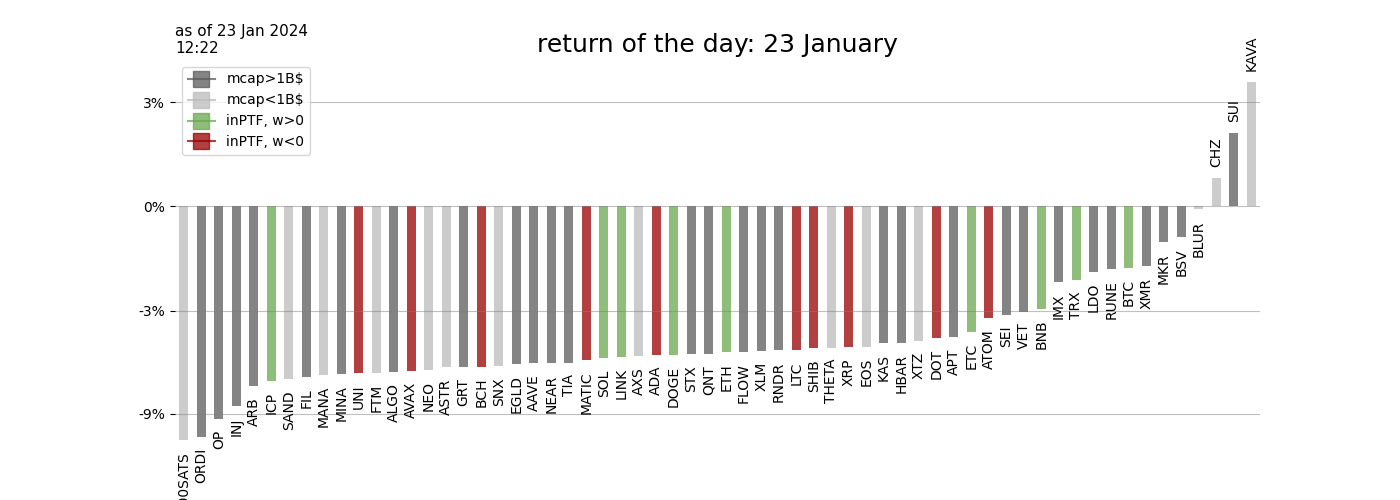 as of 23 Jan 2024
12:22
return of the day: 23 January
mcap>1B$
mcap<1B$
inPTF, w>0
inPTF, w<0
3%
0%
-3%
-9%
00SATS
ORDI
OP
INJ
ARB
ICP
SAND
FIL
MANA
MINA
UNI
FTM
ALGO
AVAX
NEO
ASTR
GRT
BCH
SNX
EGLD
AAVE
NEAR
TIA
MATIC
SOL
LINK
AXS
ADA
DOGE
STX
QNT
ETH
FLOW
XLM
RNDR
LTC
SHIB
THETA
XRP
EOS
KAS
HBAR
XTZ
DOT
APT
ETC
ATOM
SEI
VET
BNB
IMX
TRX
LDO
RUNE
BTC
XMR
MKR
BSV
BLUR
CHZ
SUI
KAVA